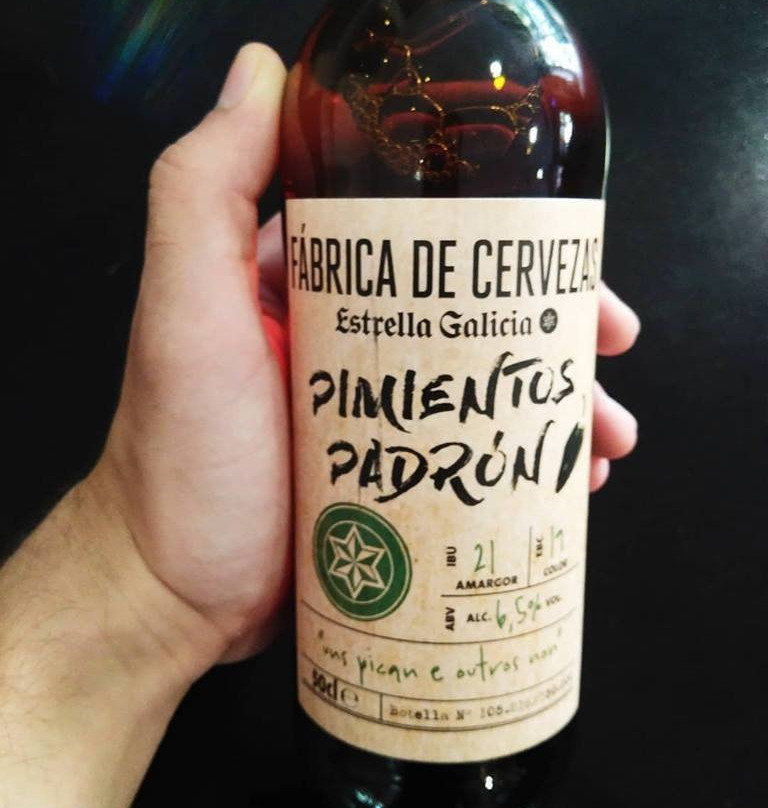 FÁBRICA DE CERVEZAS
Estrella Galicia
PIMIENTOS
PADRÓN
IBU 21 EBC 17
AMARGOR COLOR
ABV ALC. 6,5% VOL.
"uns pican e outros non"
50cl e
Botella Nº